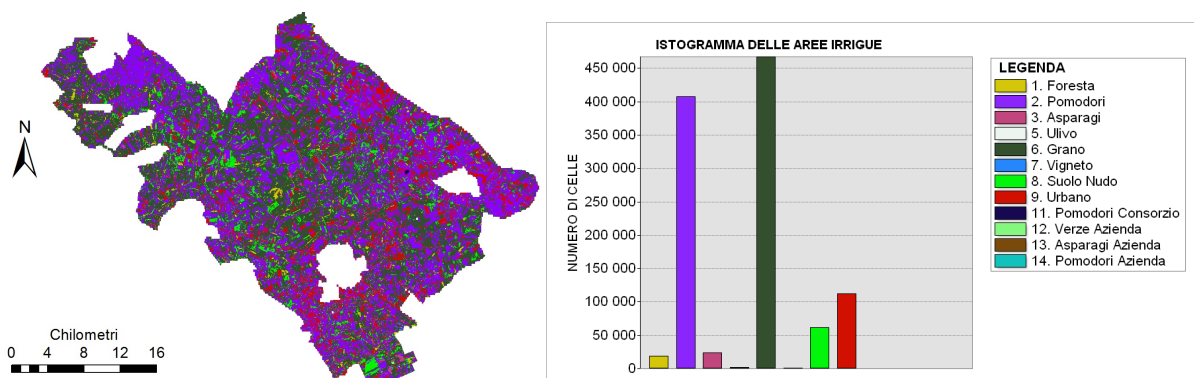 N
Chilometri
0 2 4 8 12 16
ISTOGRAMMA DELLE AREE IRRIGUE
NUMERO DI CELLE
450 000
400 000
350 000
300 000
250 000
200 000
150 000
100 000
50 000
0
LEGENDA
1. Foresta
2. Pomodori
3. Asparagi
5. Ulivo
6. Grano
7. Vigneto
8. Suolo Nudo
9. Urbano
11. Pomodori Consorzio
12. Verze Azienda
13. Asparagi Azienda
14. Pomodori Azienda